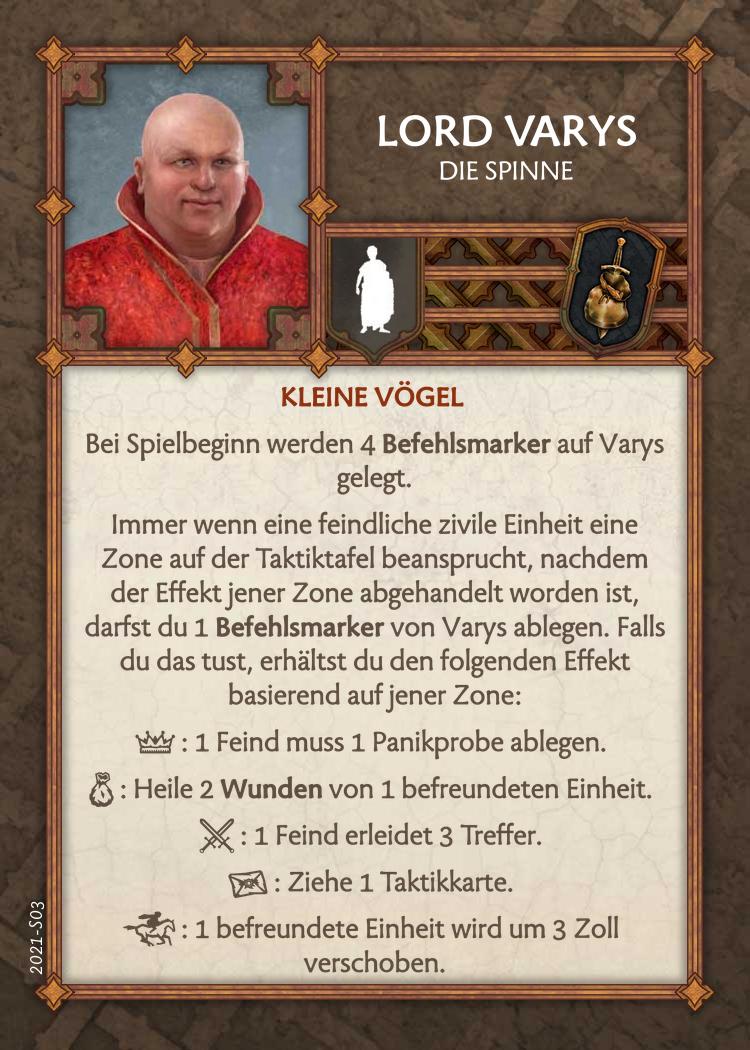 LORD VARYS
DIE SPINNE
KLEINE VÖGEL
Bei Spielbeginn werden 4 Befehlsmarker auf Varys
gelegt.
Immer wenn eine feindliche zivile Einheit eine
Zone auf der Taktiktafel beansprucht, nachdem
der Effekt jener Zone abgehandelt worden ist,
darfst du 1 Befehlsmarker von Varys ablegen. Falls
du das tust, erhältst du den folgenden Effekt
basierend auf jener Zone:
: 1 Feind muss 1 Panikprobe ablegen.
: Heile 2 Wunden von 1 befreundeten Einheit.
: 1 Feind erleidet 3 Treffer.
: Ziehe 1 Taktikkarte.
: 1 befreundete Einheit wird um 3 Zoll
verschoben.
2021-S03